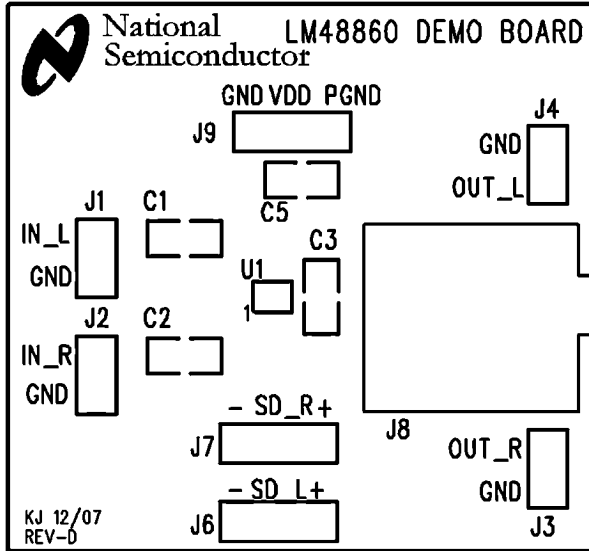 National
Semiconductor
LM48860 DEMO BOARD
GND VDD PGND
J9
J4
GND
OUT_L
C5
J1
C1
IN_L
GND
C3
U1
1
J2
C2
IN_R
GND
J8
- SD_R+
J7
OUT_R
GND
J3
- SD_L+
J6
KJ 12/07
REV-D